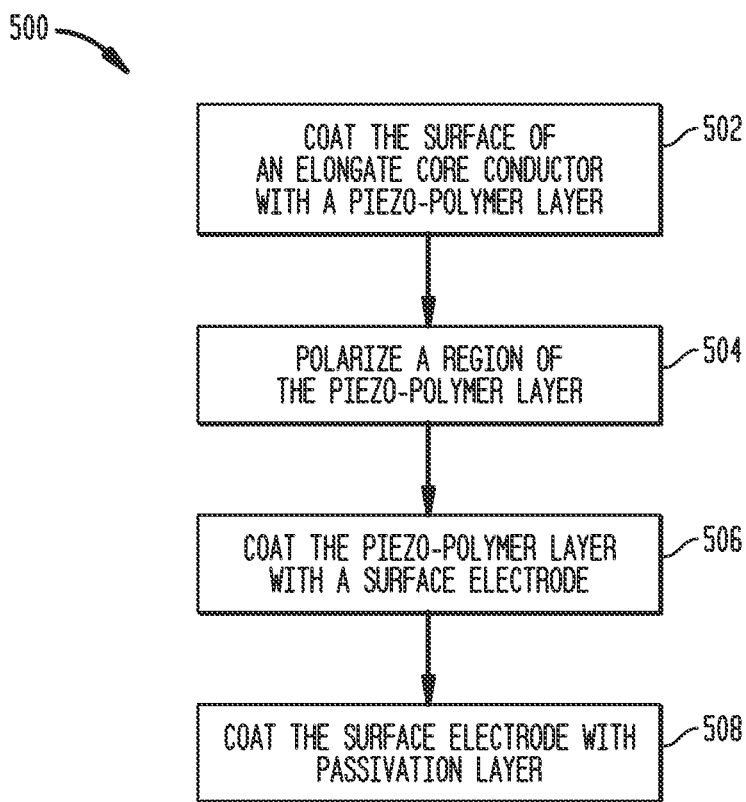 500
COAT THE SURFACE OF
AN ELONGATE CORE CONDUCTOR
WITH A PIEZO-POLYMER LAYER
502
POLARIZE A REGION OF
THE PIEZO-POLYMER LAYER
504
COAT THE PIEZO-POLYMER LAYER
WITH A SURFACE ELECTRODE
506
COAT THE SURFACE ELECTRODE WITH
PASSIVATION LAYER
508